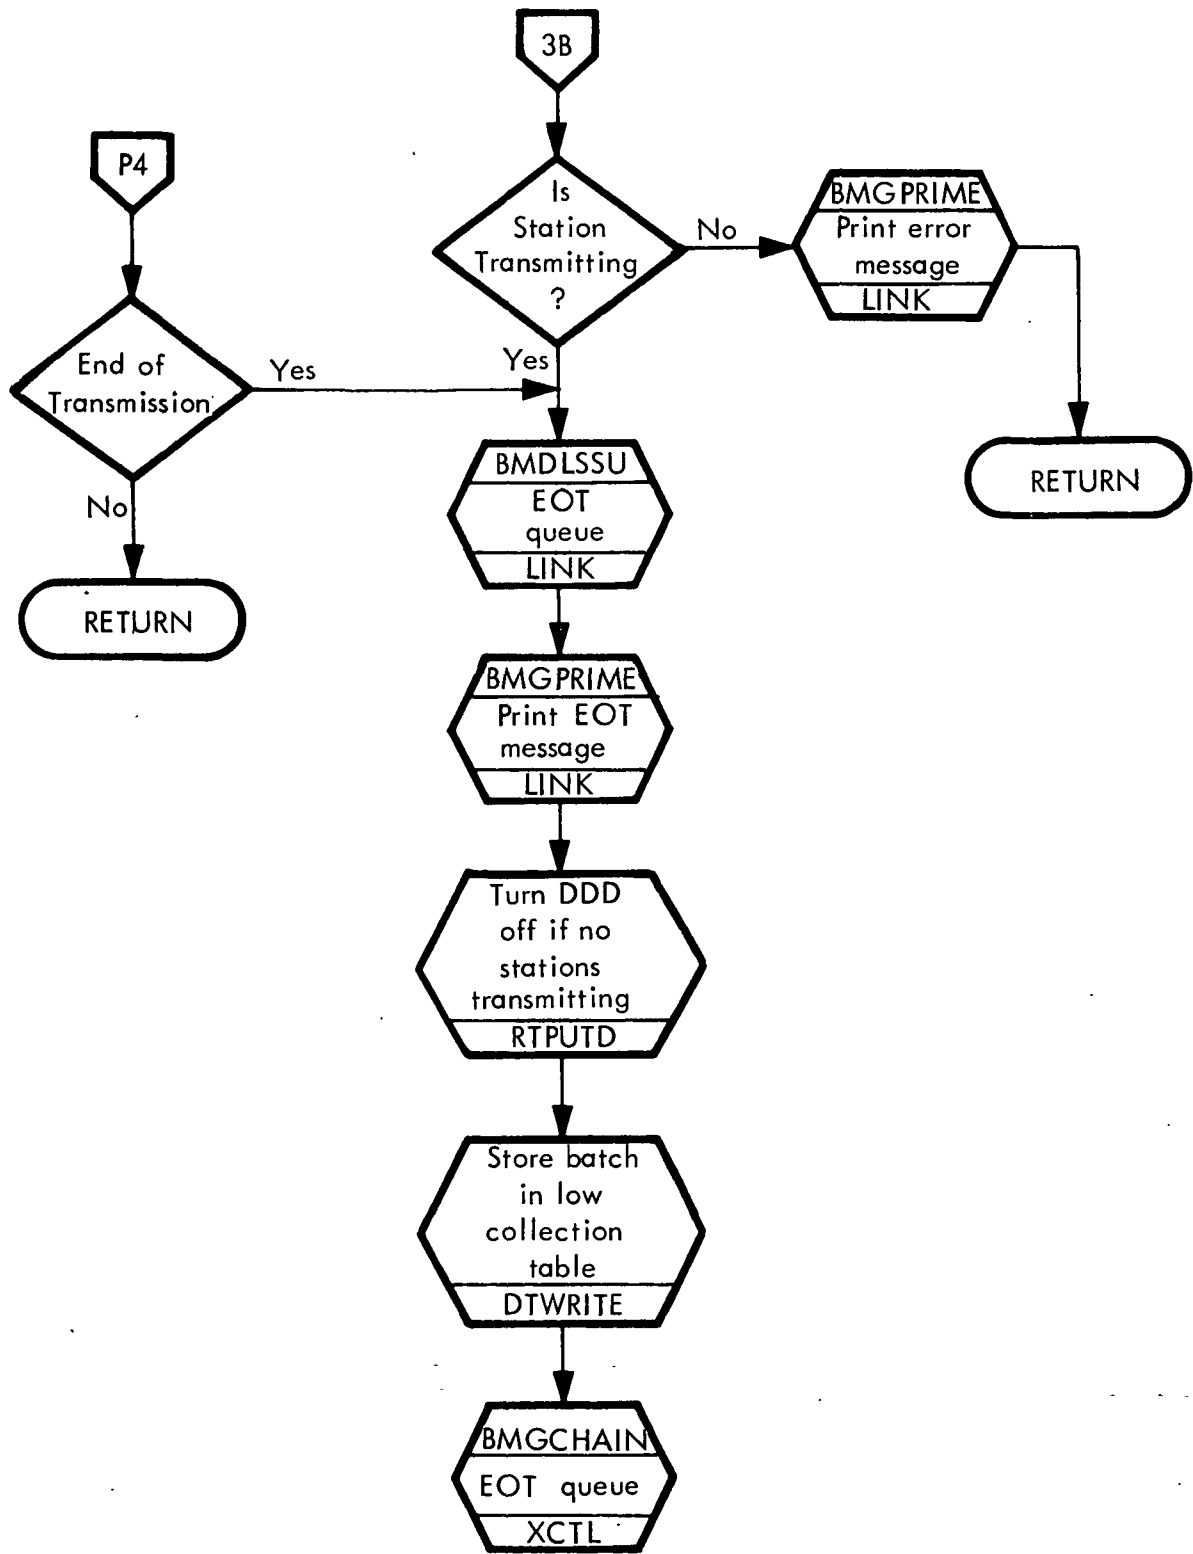 3B
P4
Is
Station
Transmitting
?
No
BMGPRIME
Print error
message
LINK
RETURN
End of
Transmission
Yes
Yes
No
RETURN
BMDLSSU
EOT
queue
LINK
BMGPRIME
Print EOT
message
LINK
Turn DDD
off if no
stations
transmitting
RTPUTD
Store batch
in low
collection
table
DTWRITE
BMGCHAIN
EOT queue
XCTL